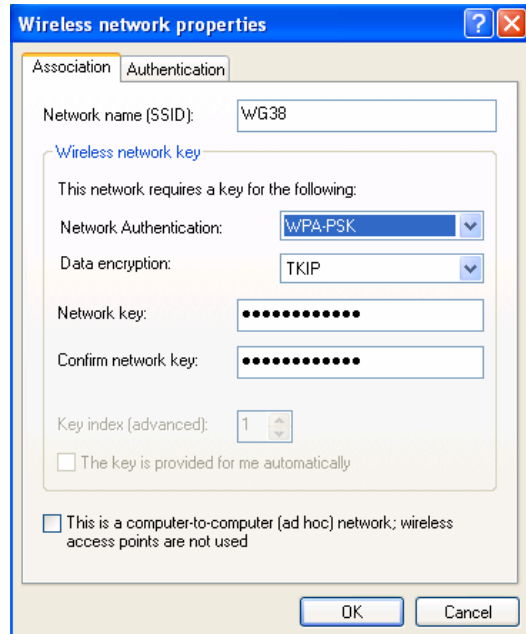 Wireless network properties
Association Authentication
Network name (SSID): WG38
Wireless network key
This network requires a key for the following:
Network Authentication: WPA-PSK
Data encryption: TKIP
Network key: ●●●●●●●●●●●●
Confirm network key: ●●●●●●●●●●●●
Key index (advanced): 1
The key is provided for me automatically
This is a computer-to-computer (ad hoc) network; wireless
access points are not used
OK Cancel